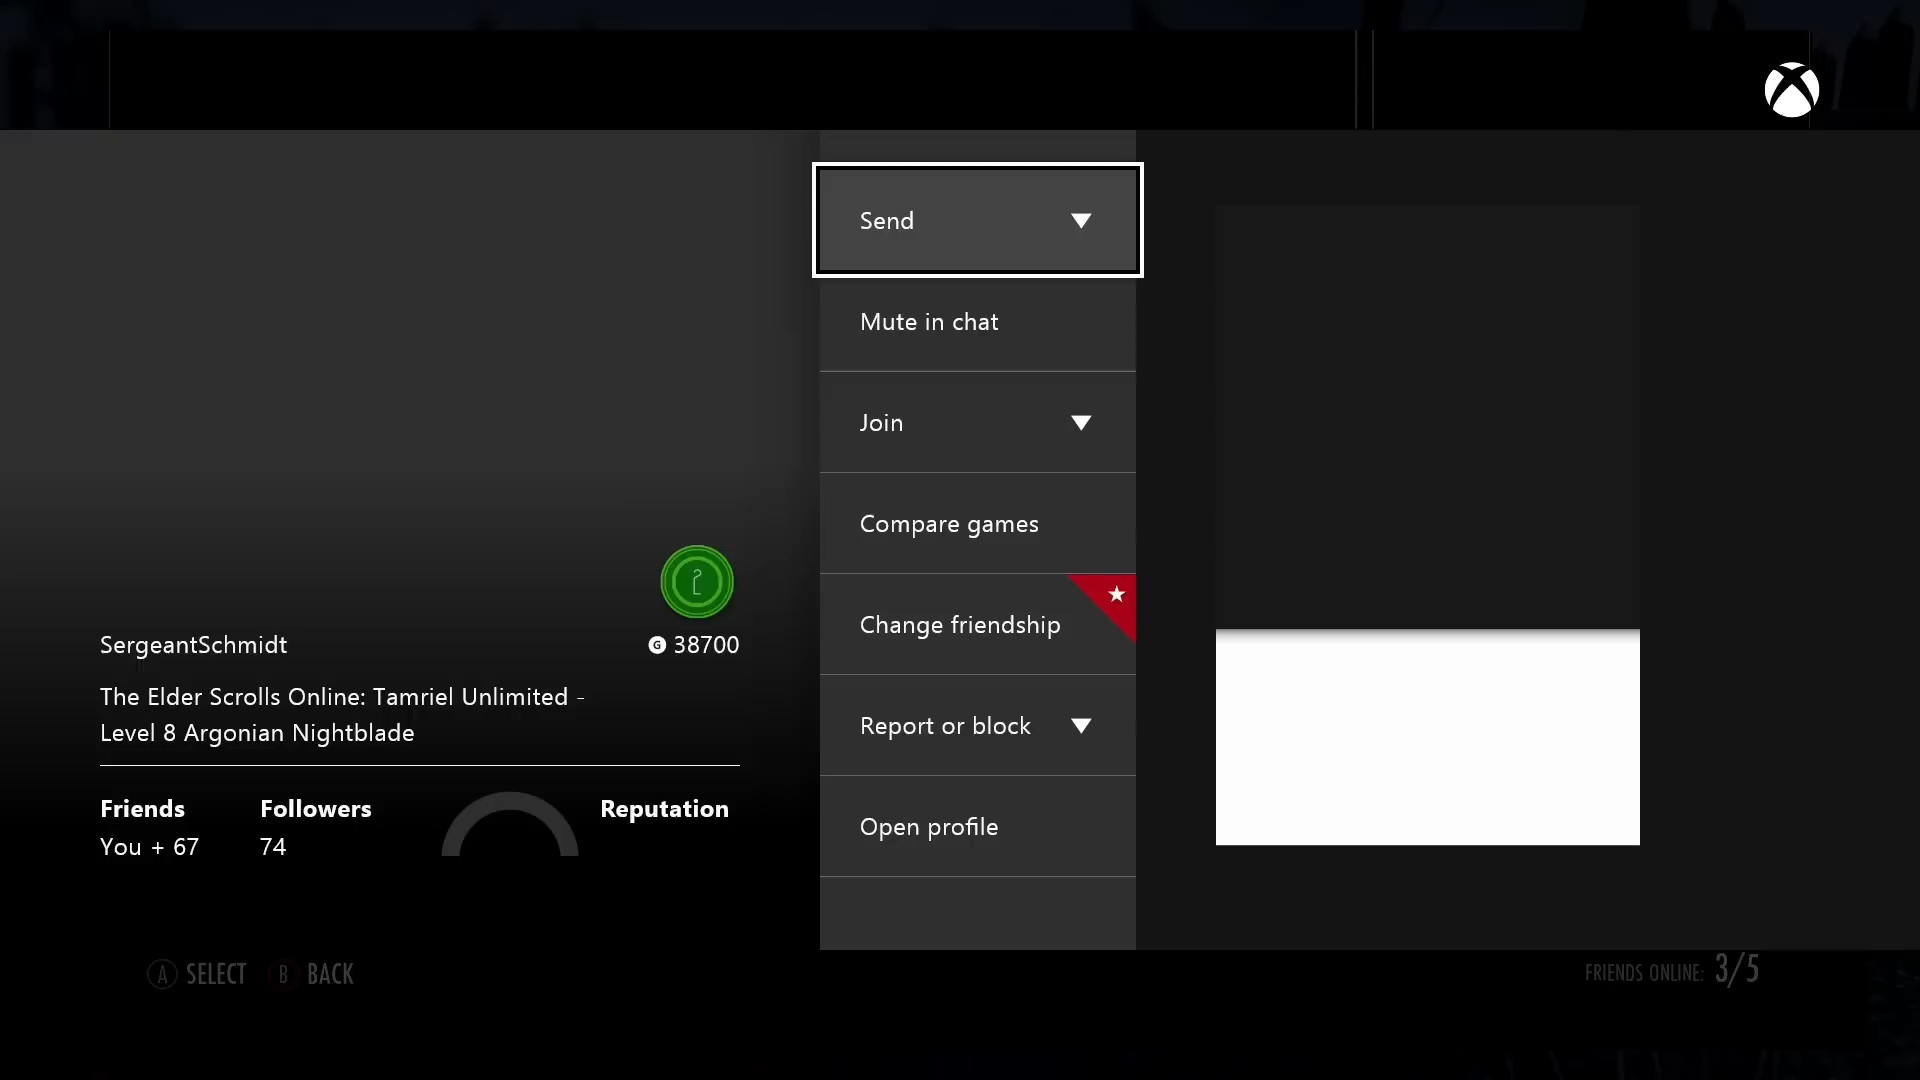 Send
Mute in chat
Join
Compare games
Change friendship
Report or block
Open profile
SergeantSchmidt
G 38700
The Elder Scrolls Online: Tamriel Unlimited -
Level 8 Argonian Nightblade
Friends
You + 67
Followers
74
Reputation
A SELECT B BACK
FRIENDS ONLINE: 3/5